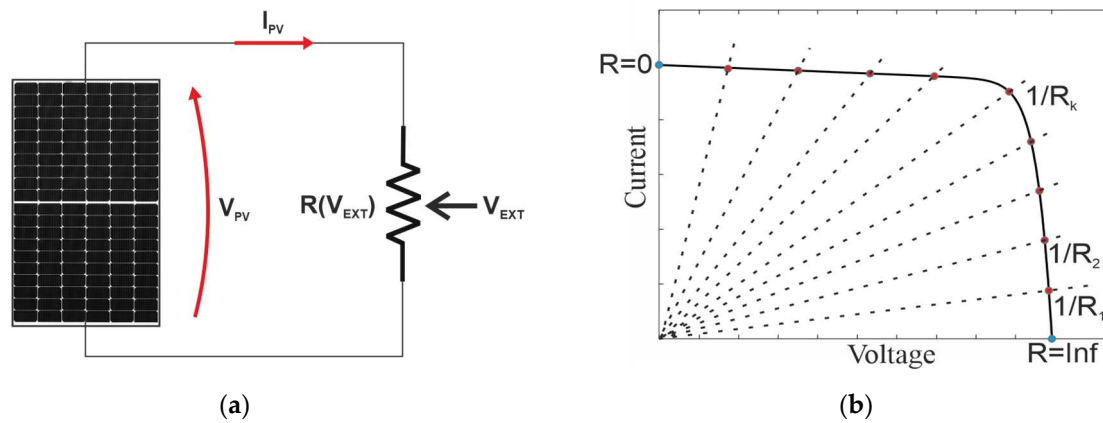 I_PV
V_PV
R(V_EXT)
V_EXT
(a)
R=0
1/R_k
1/R_2
1/R_1
R=Inf
Current
Voltage
(b)